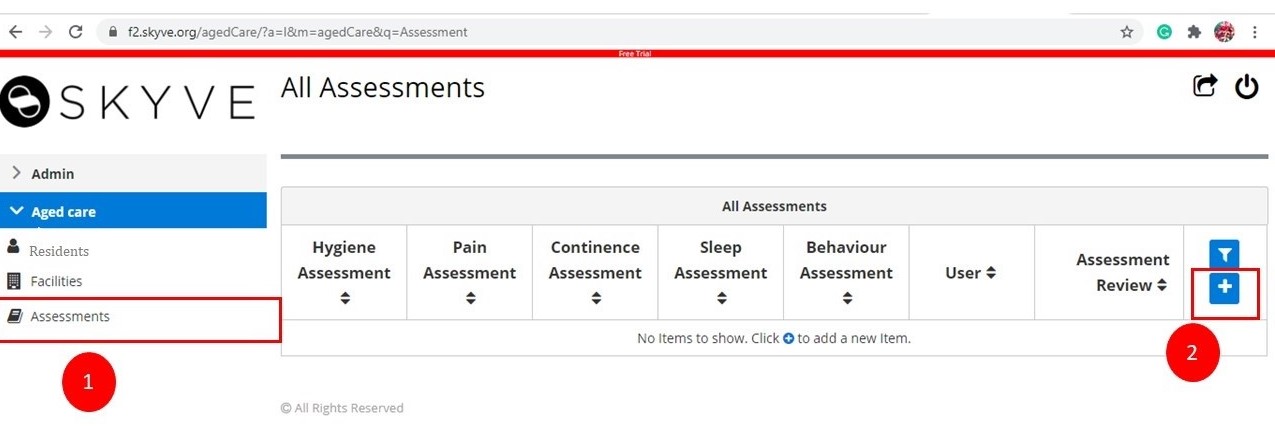 f2.skyve.org/agedCare/?a=l&m=agedCare&q=Assessment
Free Trial
SKYVE
All Assessments
Admin
Aged care
Residents
Facilities
Assessments
1
All Assessments
Hygiene Assessment
Pain Assessment
Continence Assessment
Sleep Assessment
Behaviour Assessment
User
Assessment Review
No Items to show. Click to add a new Item.
2
© All Rights Reserved